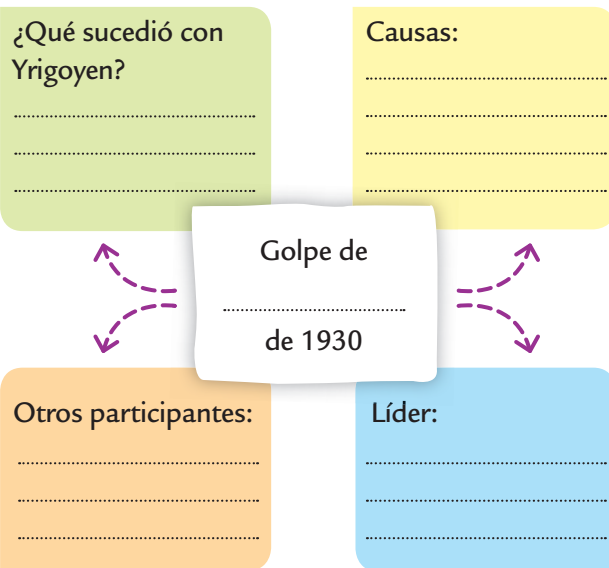 ¿Qué sucedió con
Yrigoyen?
Causas:
Golpe de
de 1930
Otros participantes:
Líder: